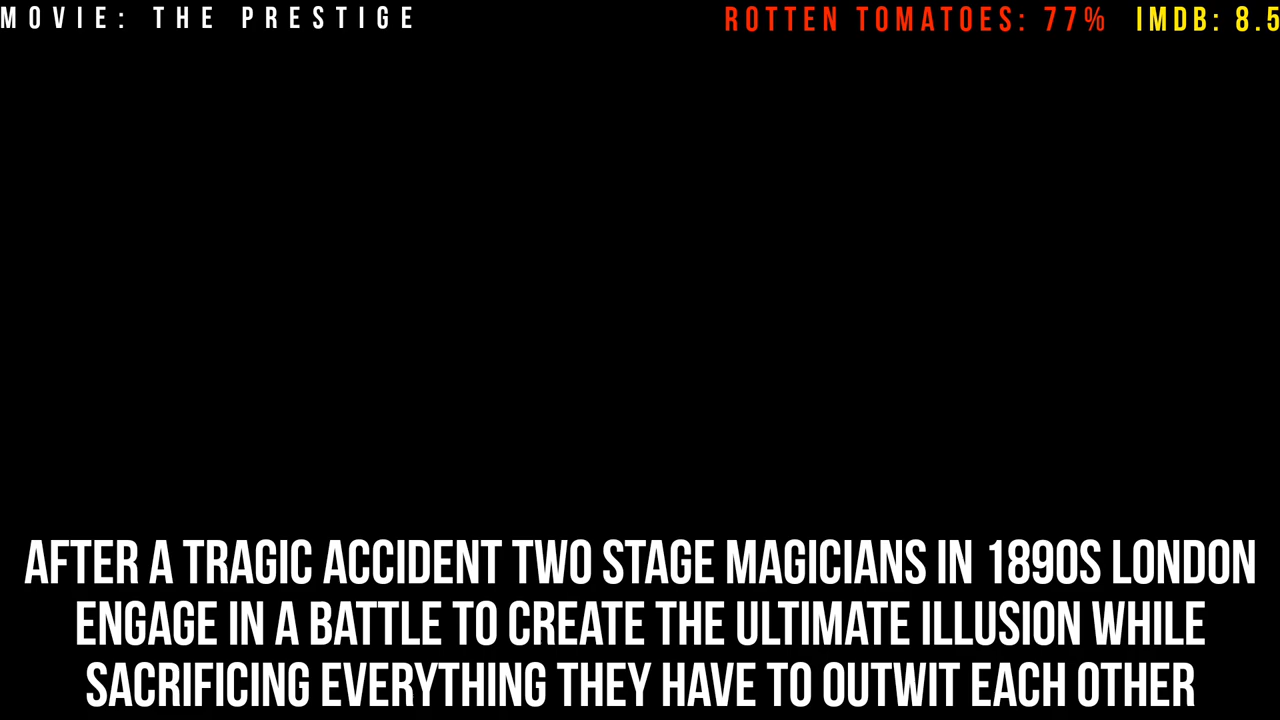 MOVIE: THE PRESTIGE
ROTTEN TOMATOES: 77% IMDB: 8.5
AFTER A TRAGIC ACCIDENT TWO STAGE MAGICIANS IN 1890S LONDON
ENGAGE IN A BATTLE TO CREATE THE ULTIMATE ILLUSION WHILE
SACRIFICING EVERYTHING THEY HAVE TO OUTWIT EACH OTHER